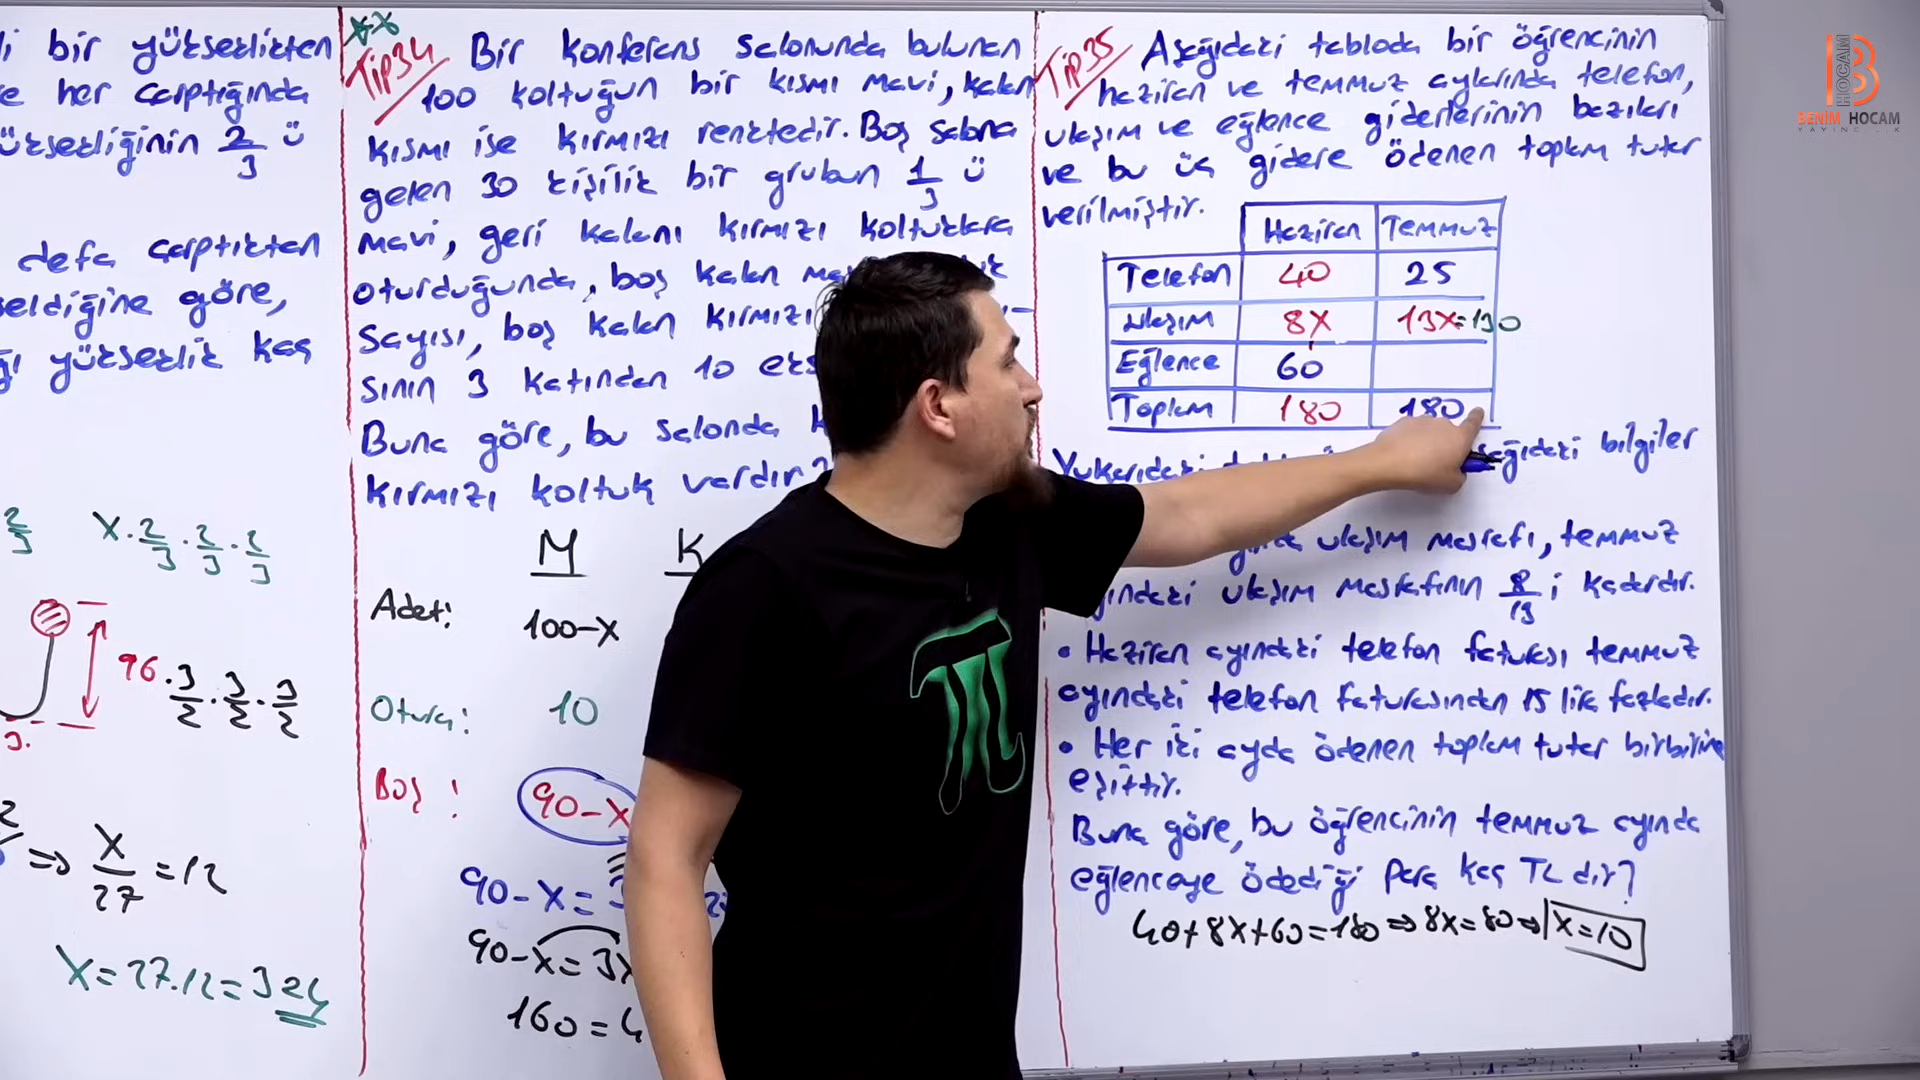 bir yükseklikten
her çarptığında
yüksekliğinin 2/3 ü
defa çarptıktan
göre,
yükseklik kaç
2/3 X · 2/3 · 2/3 · 2/3
96 · 3/2 · 3/2 · 3/2
3.
⇒ X/27 = 12
X = 27.12 = 324
Tip34 Bir konferans salonunda bulunan
100 koltuğun bir kısmı mavi, kalan
kısmı ise kırmızı renktedir. Boş salona
gelen 30 kişilik bir grubun 1/3 ü
mavi, geri kalanı kırmızı koltuklara
oturduğunda, boş kalan
sayısı, boş kalan kırmızı
sının 3 katından 10
Buna göre, bu salonda
kırmızı koltuk vardır
M K
Adet: 100-X
Oturan: 10
Boş: 90-X
90-X=3
90-X=3X
160=4
Tip35 Aşağıdaki tabloda bir öğrencinin
haziran ve temmuz aylarında telefon,
ulaşım ve eğlence giderlerinin bazıları
ve bu üç gidere ödenen toplam tutar
verilmiştir.
Haziran Temmuz
Telefon 40 25
Ulaşım 8X 13X=130
Eğlence 60
Toplam 180 180
Yukarıdaki bilgiler
ulaşım masrafı, temmuz
ayındaki ulaşım masrafının 8/13 i kadardır.
• Haziran ayındaki telefon faturası temmuz
ayındaki telefon faturasından 15 lira fazladır.
• Her iki ayda ödenen toplam tutar birbirine
eşittir.
Buna göre, bu öğrencinin temmuz ayında
eğlenceye ödediği para kaç TL dir?
40+8X+60=180⇒8X=80⇒X=10
BENİM HOCAM
HOCAM